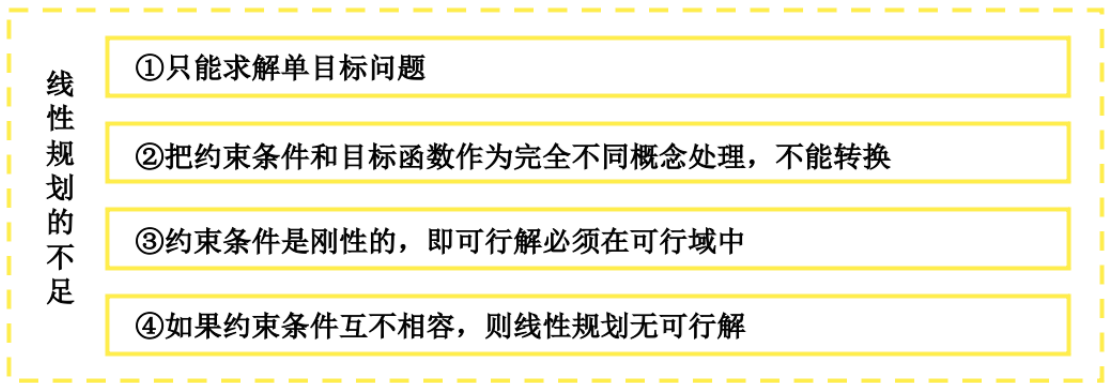 线性规划的不足
①只能求解单目标问题
②把约束条件和目标函数作为完全不同概念处理，不能转换
③约束条件是刚性的，即可行解必须在可行域中
④如果约束条件互不相容，则线性规划无可行解